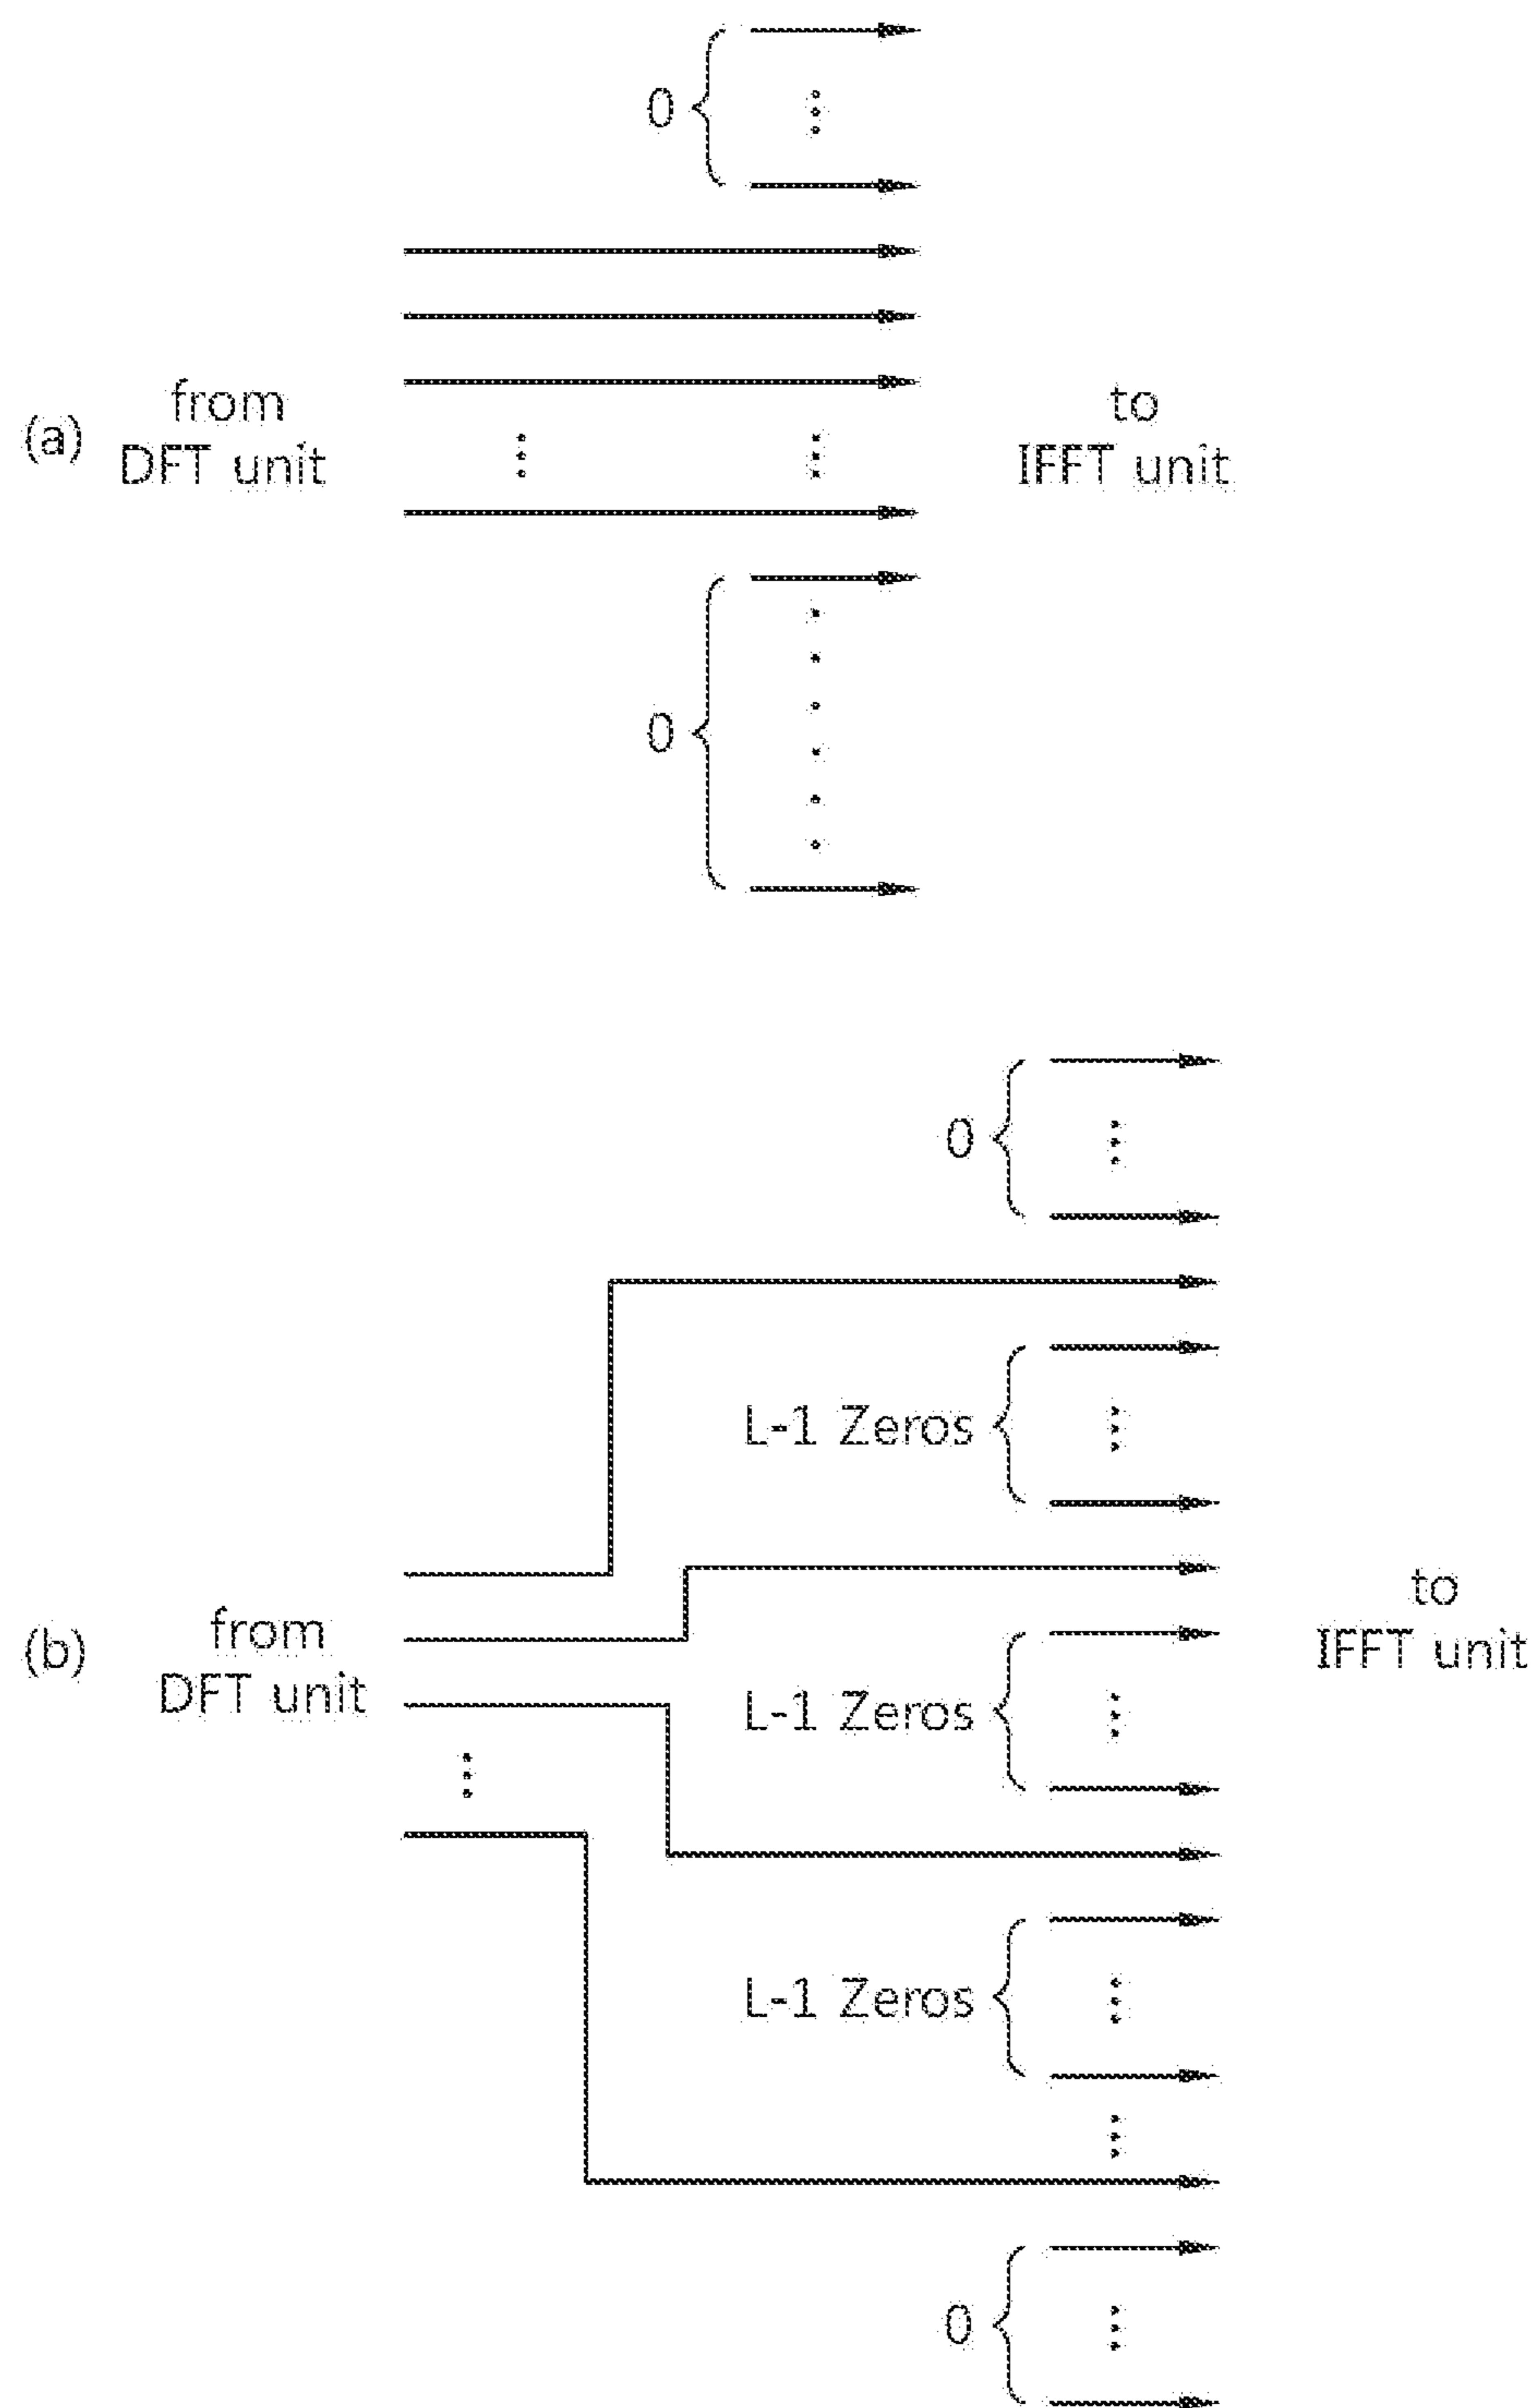 0
(a)
from
DFT unit
to
IFFT unit
0
0
L-1 Zeros
(b)
from
DFT unit
L-1 Zeros
to
IFFT unit
L-1 Zeros
0